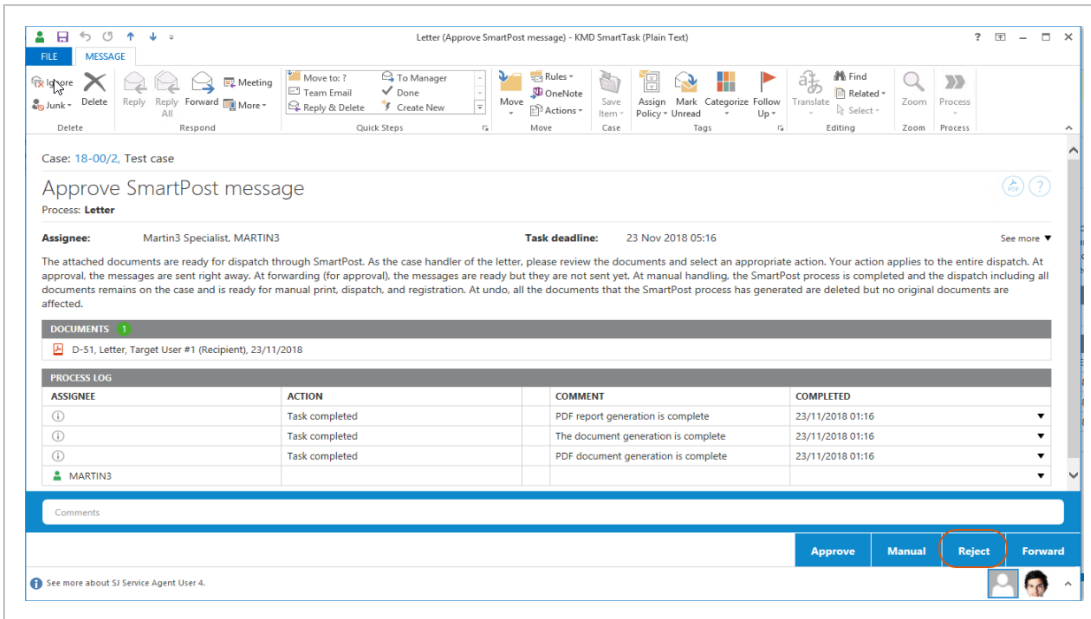 Letter (Approve SmartPost message) - KMD SmartTask (Plain Text)
FILE MESSAGE
Ignore
Junk
Delete
Reply
Reply All
Forward
Meeting
More
Delete
Respond
Move to: ?
Team Email
Reply & Delete
To Manager
Done
Create New
Quick Steps
Move
Rules
OneNote
Actions
Move
Save Item
Case
Assign Policy
Mark Unread
Categorize
Follow Up
Tags
Translate
Find
Related
Select
Editing
Zoom
Zoom
Process
Process
Case: 18-00/2, Test case
Approve SmartPost message
PDF ?
Process: Letter
Assignee: Martin3 Specialist, MARTIN3 Task deadline: 23 Nov 2018 05:16 See more
The attached documents are ready for dispatch through SmartPost. As the case handler of the letter, please review the documents and select an appropriate action. Your action applies to the entire dispatch. At
approval, the messages are sent right away. At forwarding (for approval), the messages are ready but they are not sent yet. At manual handling, the SmartPost process is completed and the dispatch including all
documents remains on the case and is ready for manual print, dispatch, and registration. At undo, all the documents that the SmartPost process has generated are deleted but no original documents are
affected.
DOCUMENTS 1
D-51, Letter, Target User #1 (Recipient), 23/11/2018
PROCESS LOG
ASSIGNEE ACTION COMMENT COMPLETED
Task completed PDF report generation is complete 23/11/2018 01:16
Task completed The document generation is complete 23/11/2018 01:16
Task completed PDF document generation is complete 23/11/2018 01:16
MARTIN3
Comments
Approve Manual Reject Forward
See more about SJ Service Agent User 4.